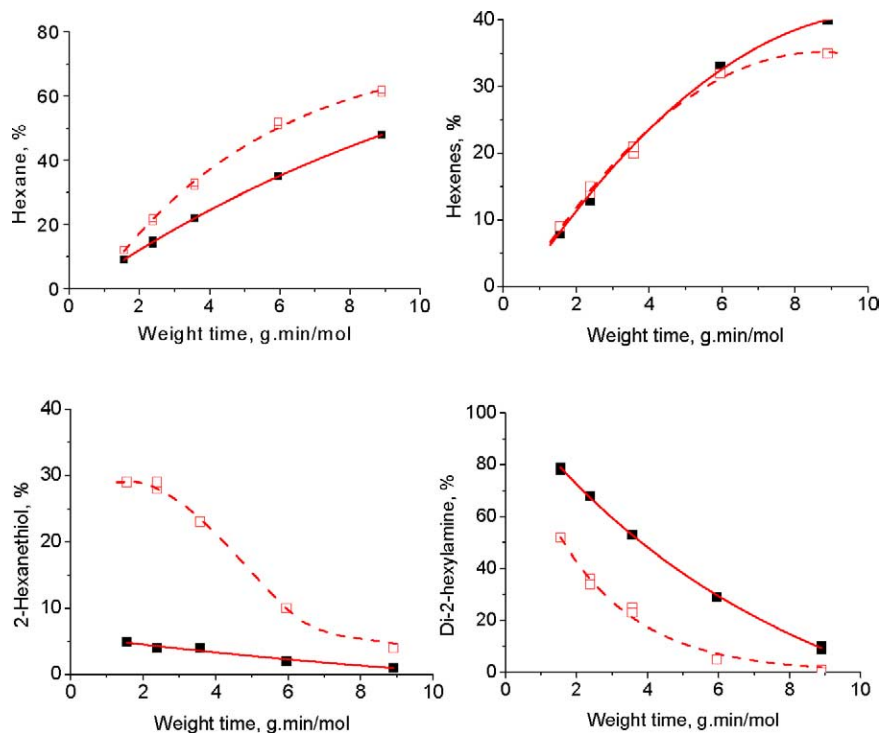 Hexane, %
80
60
40
20
0
0 2 4 6 8 10
Weight time, g.min/mol
Hexenes, %
40
30
20
10
0
0 2 4 6 8 10
Weight time, g.min/mol
2-Hexanethiol, %
40
30
20
10
0
0 2 4 6 8 10
Weight time, g.min/mol
Di-2-hexylamine, %
100
80
60
40
20
0
0 2 4 6 8 10
Weight time, g.min/mol